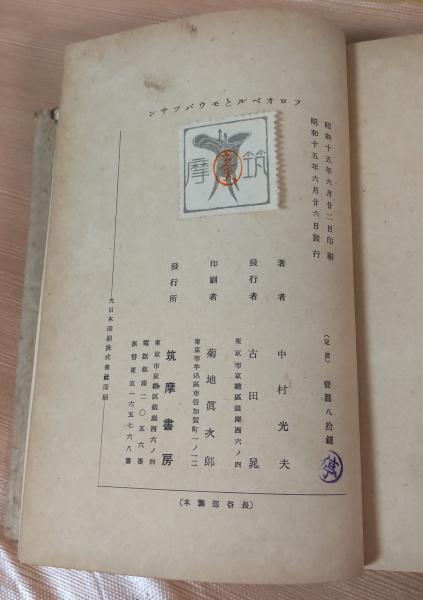 フロオベルとモウパッサン
筑摩
昭和十五年六月廿二日印刷
昭和十五年六月廿六日發行
(定價) 壹圓八拾錢
停
著者 中村光夫
發行者 古田晁
東京市京橋區銀座西六ノ四
印刷者 菊地眞次郎
東京市牛込區市谷加賀町一ノ一二
發行所 筑摩書房
東京市京橋區銀座西六ノ四
電話銀座二〇五六番
振替東京一六五七六八番
大日本印刷株式會社印刷
(長谷部製本)